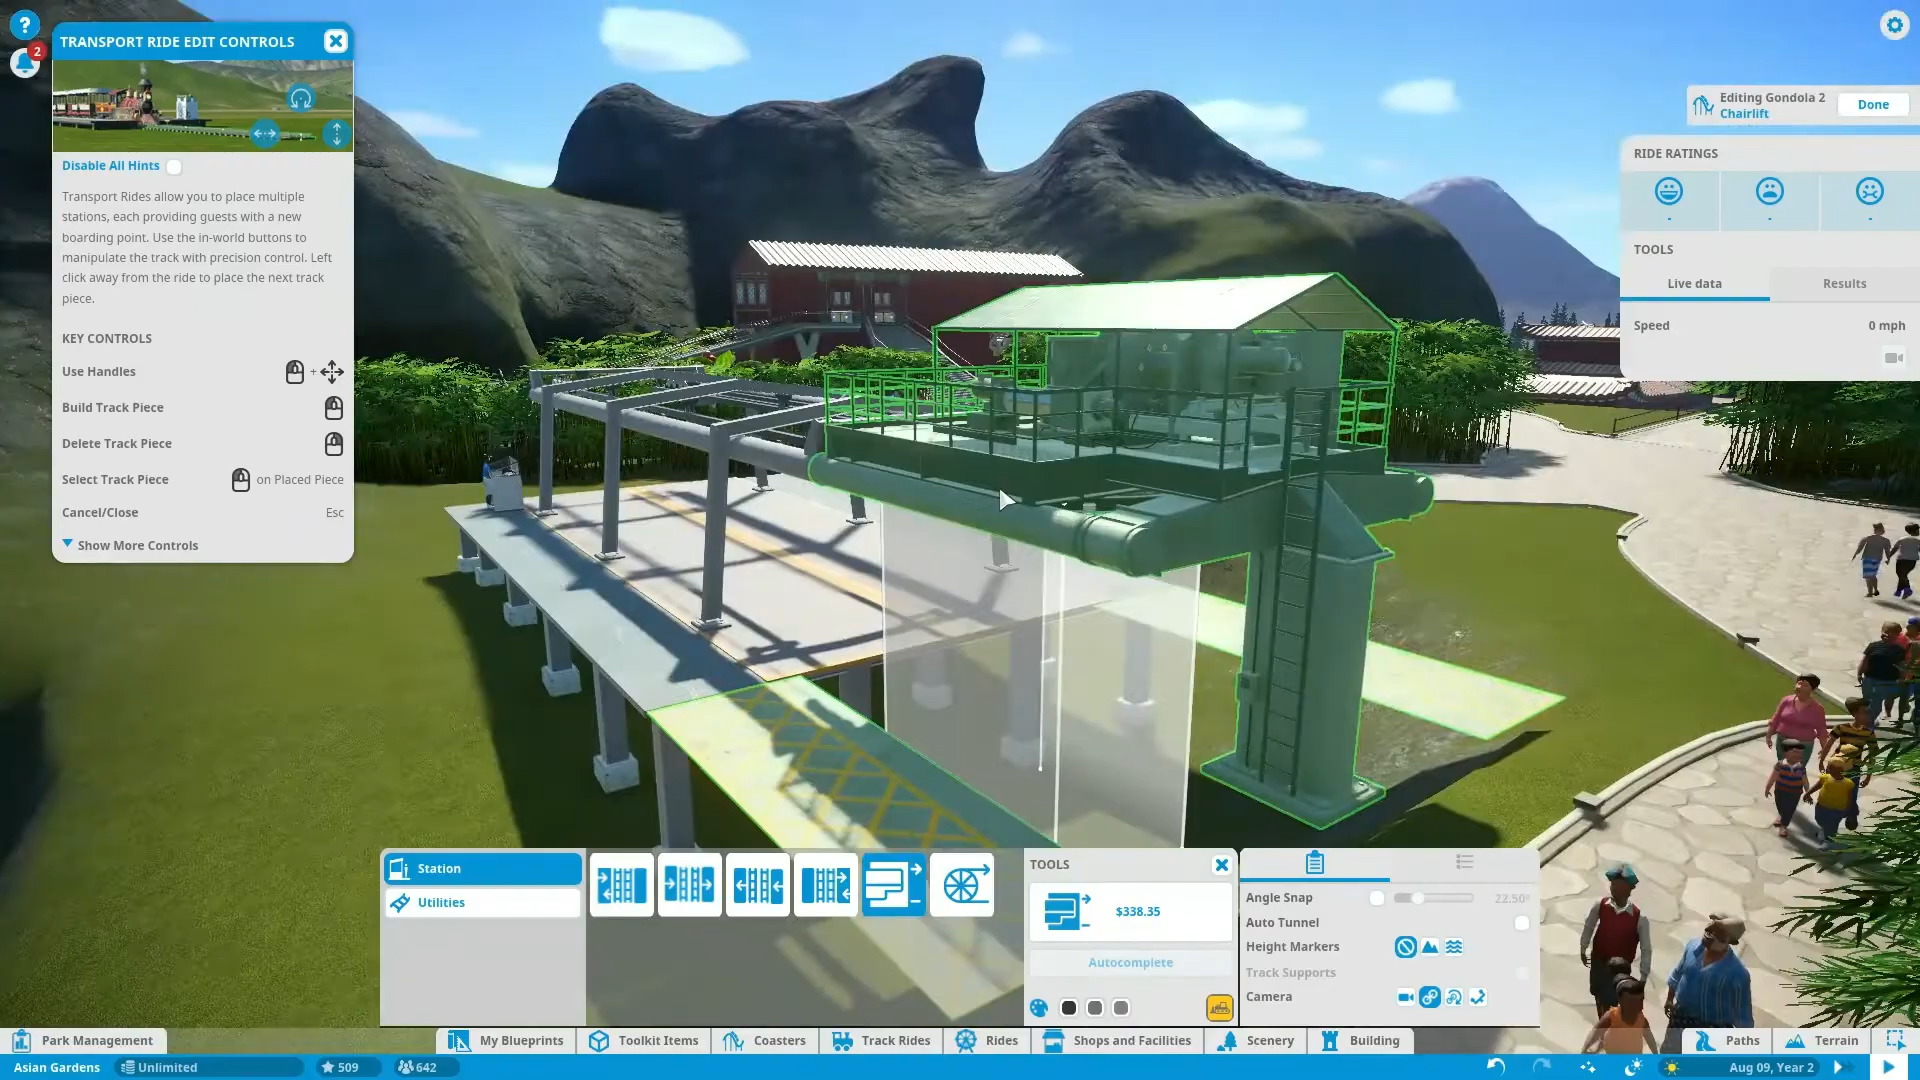 ?
2
TRANSPORT RIDE EDIT CONTROLS
Disable All Hints
Transport Rides allow you to place multiple
stations, each providing guests with a new
boarding point. Use the in-world buttons to
manipulate the track with precision control. Left
click away from the ride to place the next track
piece.
KEY CONTROLS
Use Handles +
Build Track Piece
Delete Track Piece
Select Track Piece on Placed Piece
Cancel/Close Esc
Show More Controls
Editing Gondola 2
Chairlift
Done
RIDE RATINGS
- - -
TOOLS
Live data Results
Speed 0 mph
Station
Utilities
TOOLS
$338.35
Autocomplete
Angle Snap 22.50°
Auto Tunnel
Height Markers
Track Supports
Camera
Park Management My Blueprints Toolkit Items Coasters Track Rides Rides Shops and Facilities Scenery Building Paths Terrain
Asian Gardens Unlimited 509 642 Aug 09, Year 2